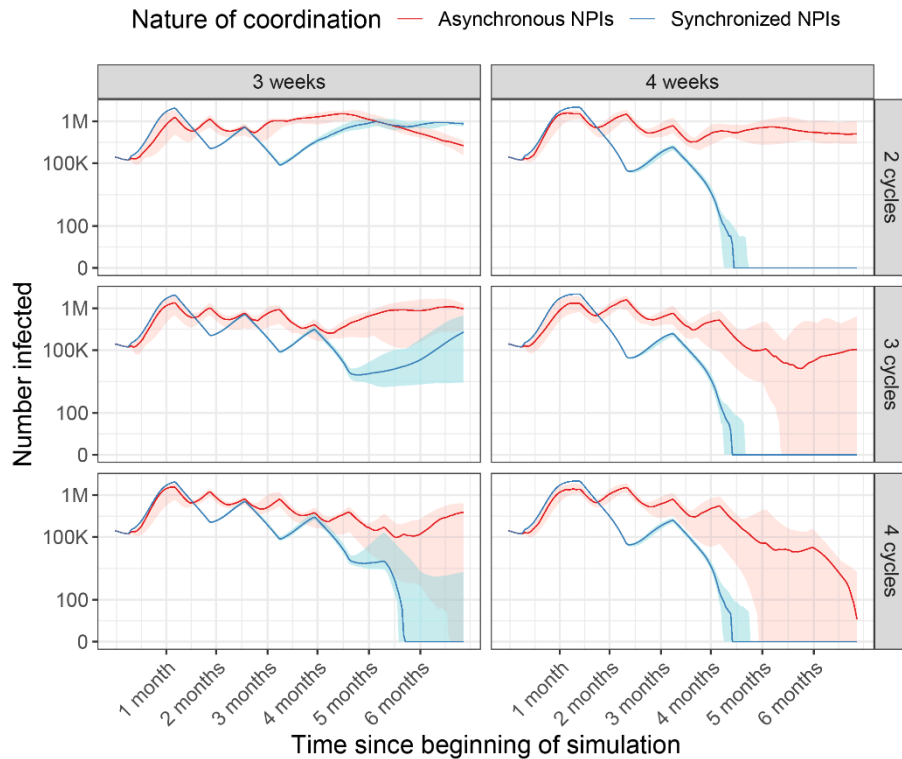 Nature of coordination Asynchronous NPIs Synchronized NPIs
3 weeks 4 weeks
Number infected
1M
100K
100
0
2 cycles
1M
100K
100
0
3 cycles
1M
100K
100
0
4 cycles
1 month 2 months 3 months 4 months 5 months 6 months 1 month 2 months 3 months 4 months 5 months 6 months
Time since beginning of simulation